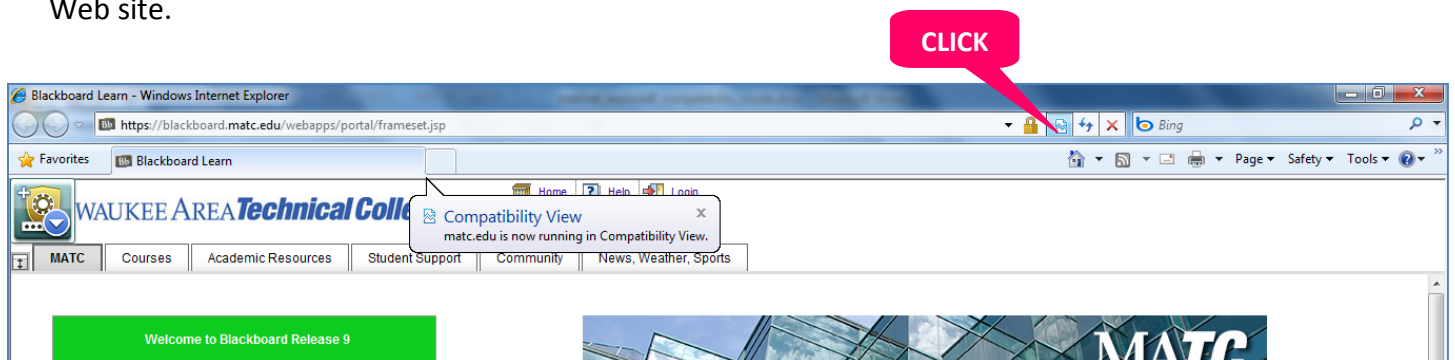 Web site.
CLICK
Blackboard Learn - Windows Internet Explorer
https://blackboard.matc.edu/webapps/portal/frameset.jsp
Bing
Favorites
Bb Blackboard Learn
Page Safety Tools
WAUKEE AREA Technical Colle
Home Help Login
Compatibility View x
matc.edu is now running in Compatibility View.
MATC Courses Academic Resources Student Support Community News, Weather, Sports
Welcome to Blackboard Release 9
MATC